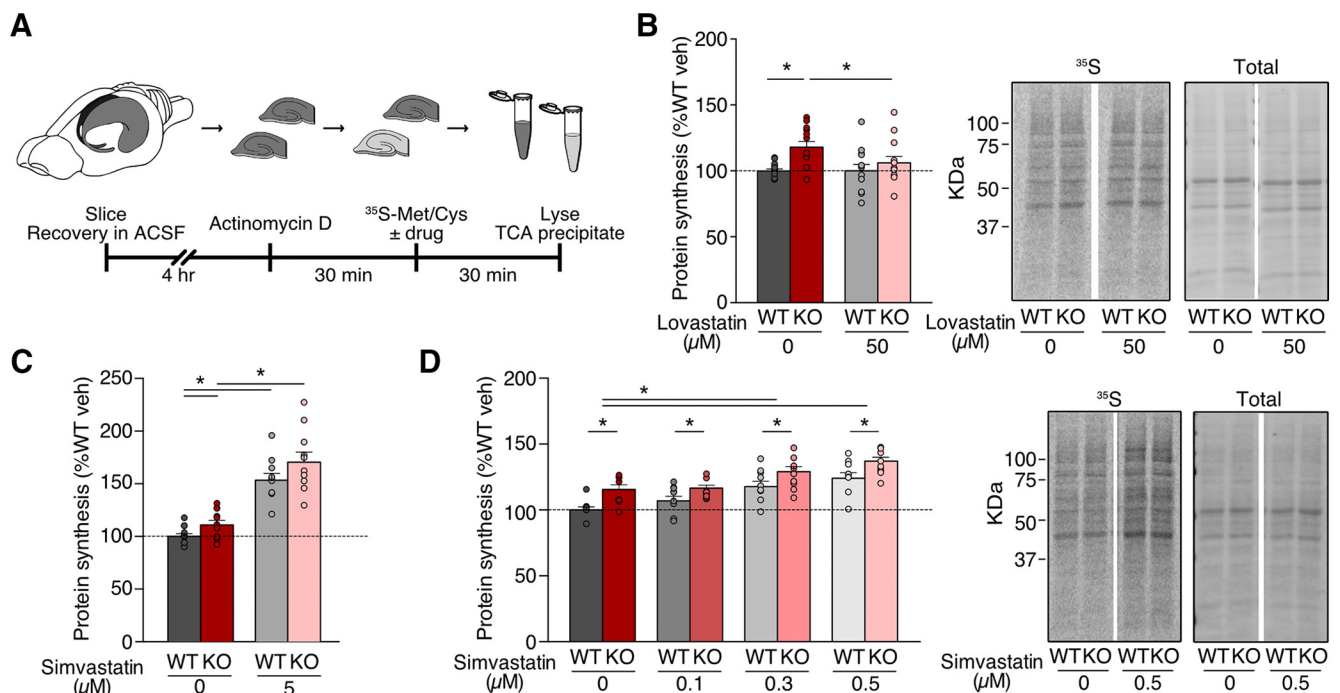 A
Slice
Recovery in ACSF
Actinomycin D
³⁵S-Met/Cys
± drug
Lyse
TCA precipitate
4 hr
30 min
30 min
B
Protein synthesis (%WT veh)
200
150
100
50
0
*
*
WT KO
WT KO
Lovastatin
(µM)
0
50
³⁵S
Total
KDa
100
75
50
37
WT KO
WT KO
WT KO
WT KO
Lovastatin
(µM)
0
50
0
50
C
Protein synthesis (%WT veh)
250
200
150
100
50
0
*
*
WT KO
WT KO
Simvastatin
(µM)
0
5
D
Protein synthesis (%WT veh)
200
150
100
50
0
*
*
*
*
*
WT KO
WT KO
WT KO
WT KO
Simvastatin
(µM)
0
0.1
0.3
0.5
³⁵S
Total
KDa
100
75
50
37
WT KO
WT KO
WT KO
WT KO
Simvastatin
(µM)
0
0.5
0
0.5